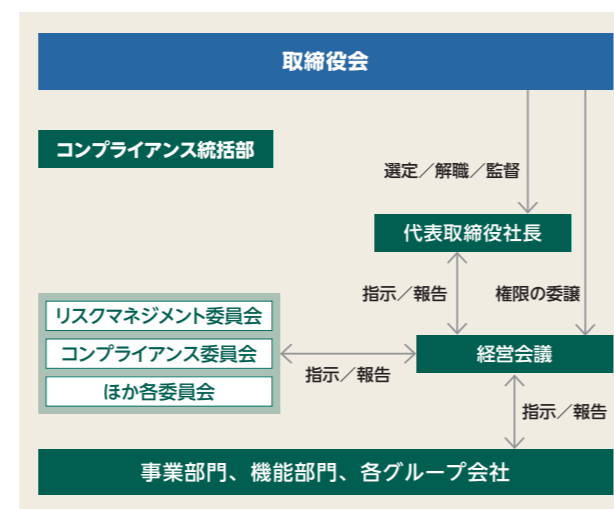 取締役会
コンプライアンス統括部
選定／解職／監督
代表取締役社長
指示／報告
権限の委譲
リスクマネジメント委員会
コンプライアンス委員会
ほか各委員会
指示／報告
経営会議
指示／報告
事業部門、機能部門、各グループ会社